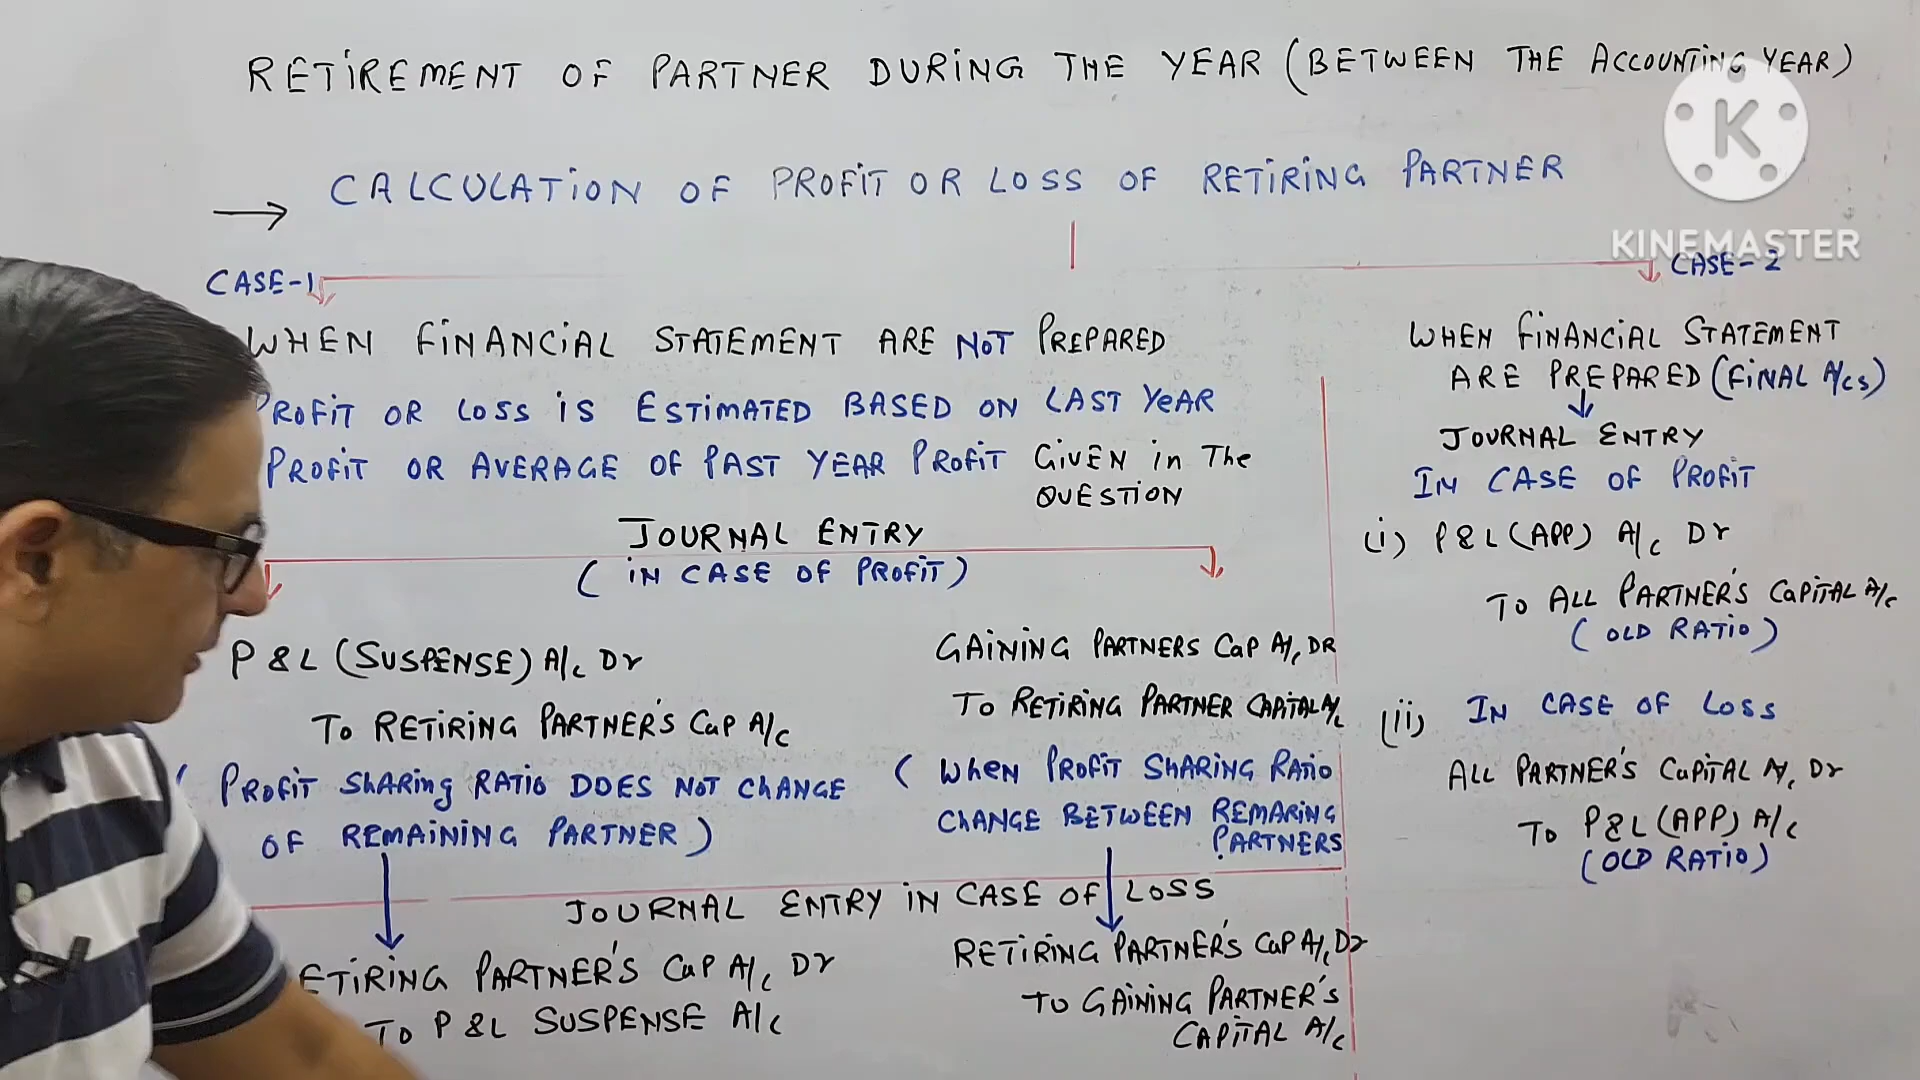 RETIREMENT OF PARTNER DURING THE YEAR (BETWEEN THE ACCOUNTING YEAR)
K
KINEMASTER
→ CALCULATION OF PROFIT OR LOSS OF RETIRING PARTNER
CASE-1
WHEN FINANCIAL STATEMENT ARE NOT PREPARED
PROFIT OR LOSS IS ESTIMATED BASED ON LAST YEAR
PROFIT OR AVERAGE OF PAST YEAR PROFIT GIVEN IN THE
QUESTION
JOURNAL ENTRY
(IN CASE OF PROFIT)
P & L (SUSPENSE) A/C Dr
TO RETIRING PARTNER'S CAP A/C
(PROFIT SHARING RATIO DOES NOT CHANGE
OF REMAINING PARTNER)
GAINING PARTNERS CAP A/C DR
TO RETIRING PARTNER CAPITAL A/C
(WHEN PROFIT SHARING RATIO
CHANGE BETWEEN REMARING
PARTNERS
JOURNAL ENTRY IN CASE OF LOSS
ETIRING PARTNER'S CAP A/C Dr
TO P & L SUSPENSE A/C
RETIRING PARTNER'S CAP A/C Dr
TO GAINING PARTNER'S
CAPITAL A/C
CASE-2
WHEN FINANCIAL STATEMENT
ARE PREPARED (FINAL A/Cs)
JOURNAL ENTRY
IN CASE OF PROFIT
(i) P & L (APP) A/C Dr
TO ALL PARTNER'S CAPITAL A/C
(OLD RATIO)
(ii) IN CASE OF LOSS
ALL PARTNER'S CAPITAL A/C Dr
TO P & L (APP) A/C
(OLD RATIO)